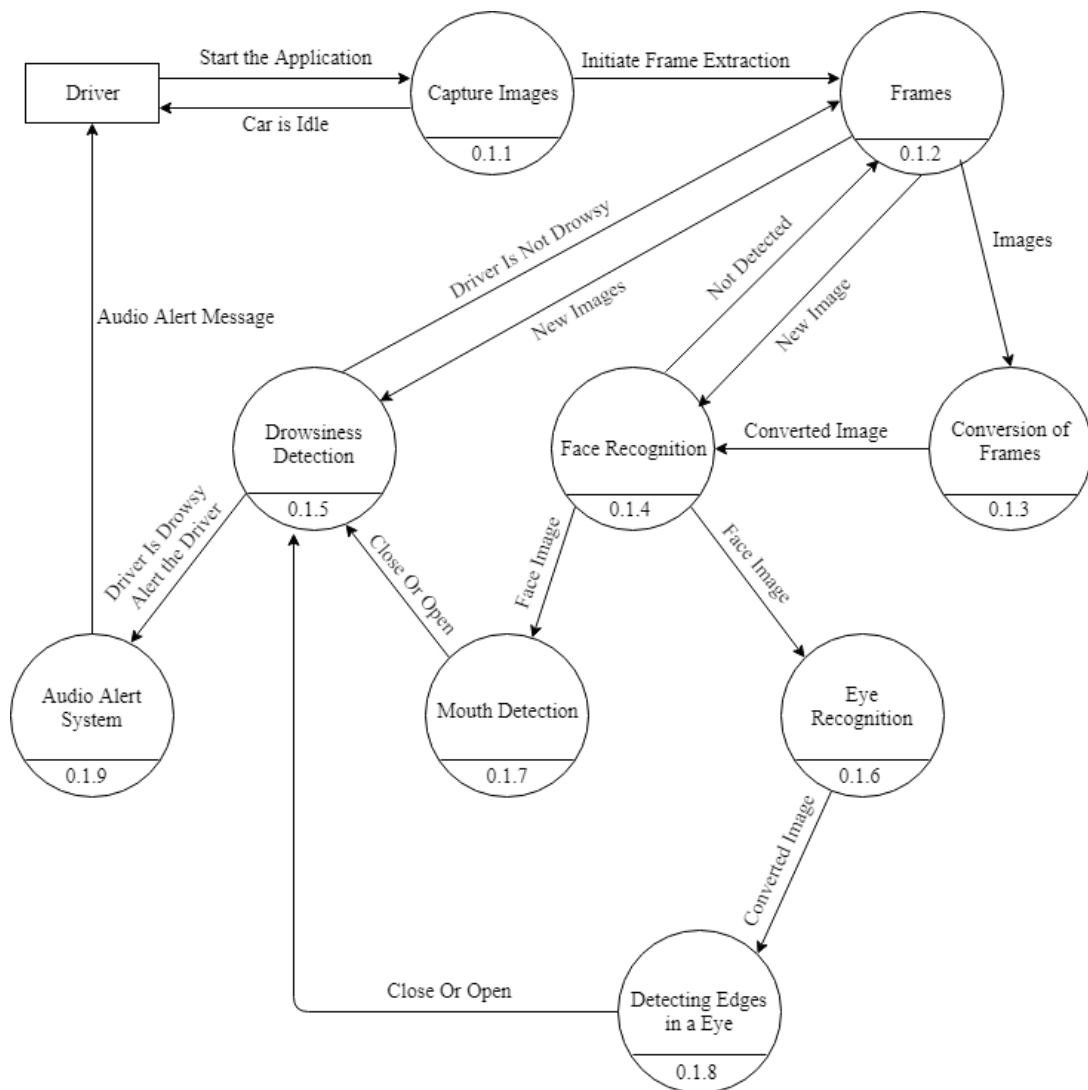 Start the Application
Initiate Frame Extraction
Driver
Capture Images
Frames
Car is Idle
0.1.1
0.1.2
Driver Is Not Drowsy
New Images
Not Detected
New Image
Images
Audio Alert Message
Drowsiness
Detection
0.1.5
Face Recognition
0.1.4
Converted Image
Conversion of
Frames
0.1.3
Driver Is Drowsy
Alert the Driver
Close Or Open
Face Image
Face Image
Audio Alert
System
0.1.9
Mouth Detection
0.1.7
Eye
Recognition
0.1.6
Converted Image
Close Or Open
Detecting Edges
in a Eye
0.1.8